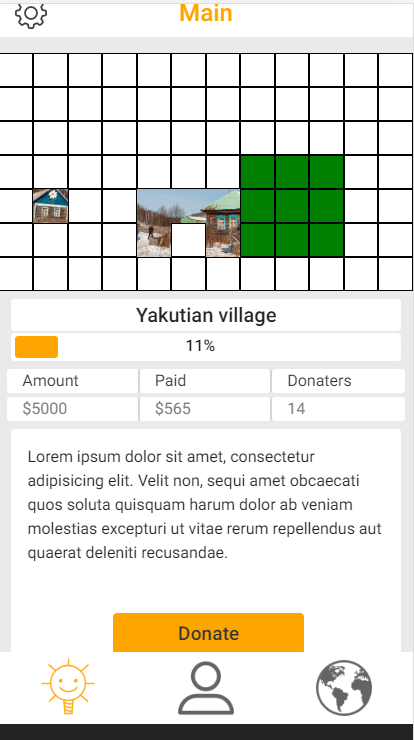 Main
Yakutian village
11%
Amount Paid Donaters
$5000 $565 14
Lorem ipsum dolor sit amet, consectetur
adipisicing elit. Velit non, sequi amet obcaecati
quos soluta quisquam harum dolor ab veniam
molestias excepturi ut vitae rerum repellendus aut
quaerat deleniti recusandae.
Donate